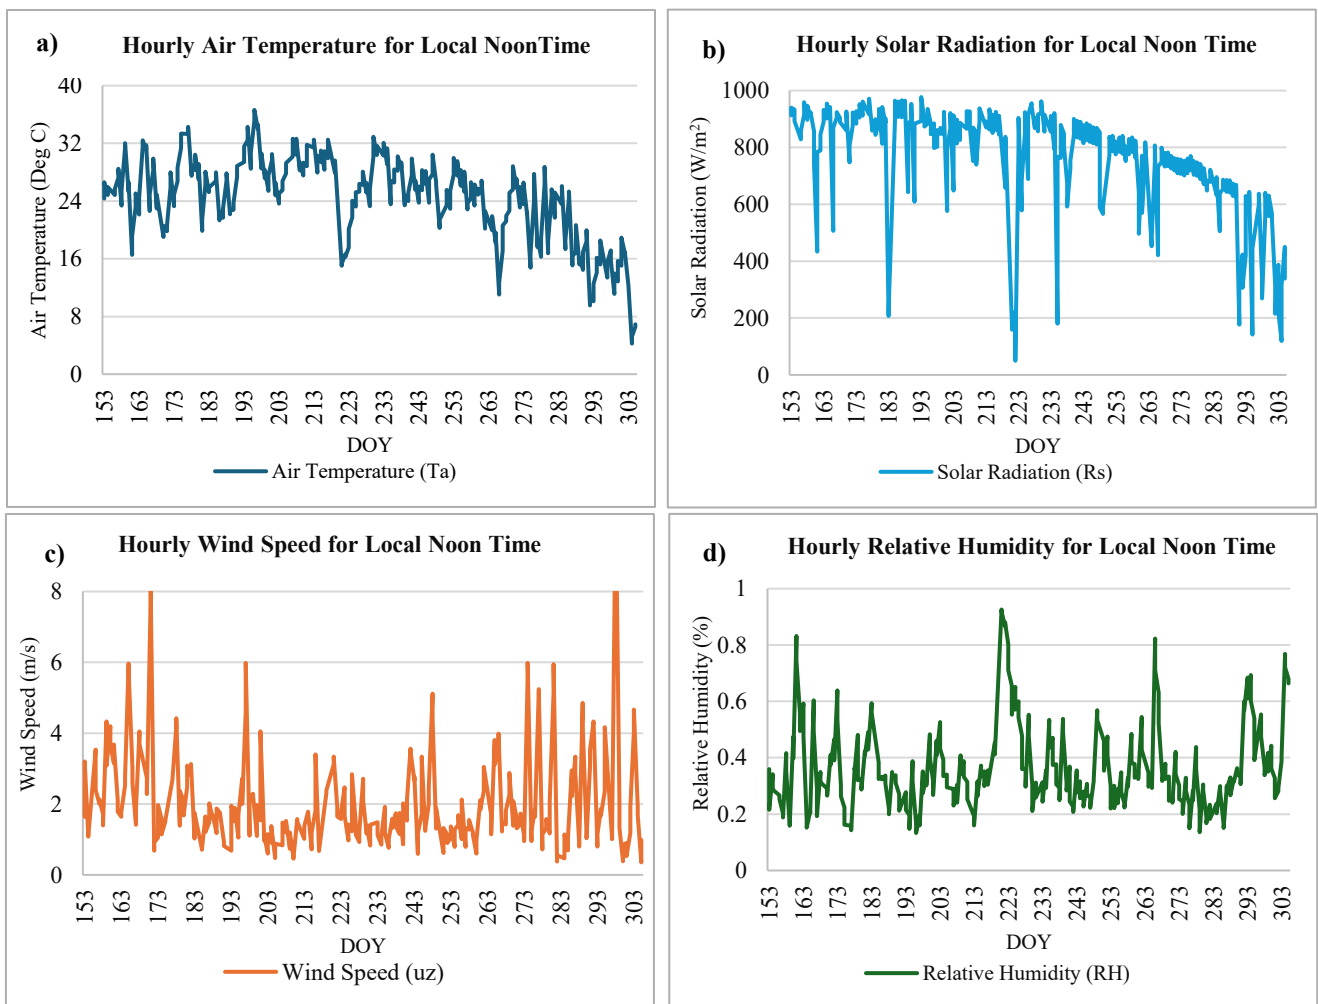 a)
Hourly Air Temperature for Local NoonTime
Air Temperature (Deg C)
40
32
24
16
8
0
153 163 173 183 193 203 213 223 233 243 253 263 273 283 293 303
DOY
Air Temperature (Ta)
b)
Hourly Solar Radiation for Local Noon Time
Solar Radiation (W/m²)
1000
800
600
400
200
0
153 163 173 183 193 203 213 223 233 243 253 263 273 283 293 303
DOY
Solar Radiation (Rs)
c)
Hourly Wind Speed for Local Noon Time
Wind Speed (m/s)
8
6
4
2
0
153 163 173 183 193 203 213 223 233 243 253 263 273 283 293 303
DOY
Wind Speed (uz)
d)
Hourly Relative Humidity for Local Noon Time
Relative Humidity (%)
1
0.8
0.6
0.4
0.2
0
153 163 173 183 193 203 213 223 233 243 253 263 273 283 293 303
DOY
Relative Humidity (RH)